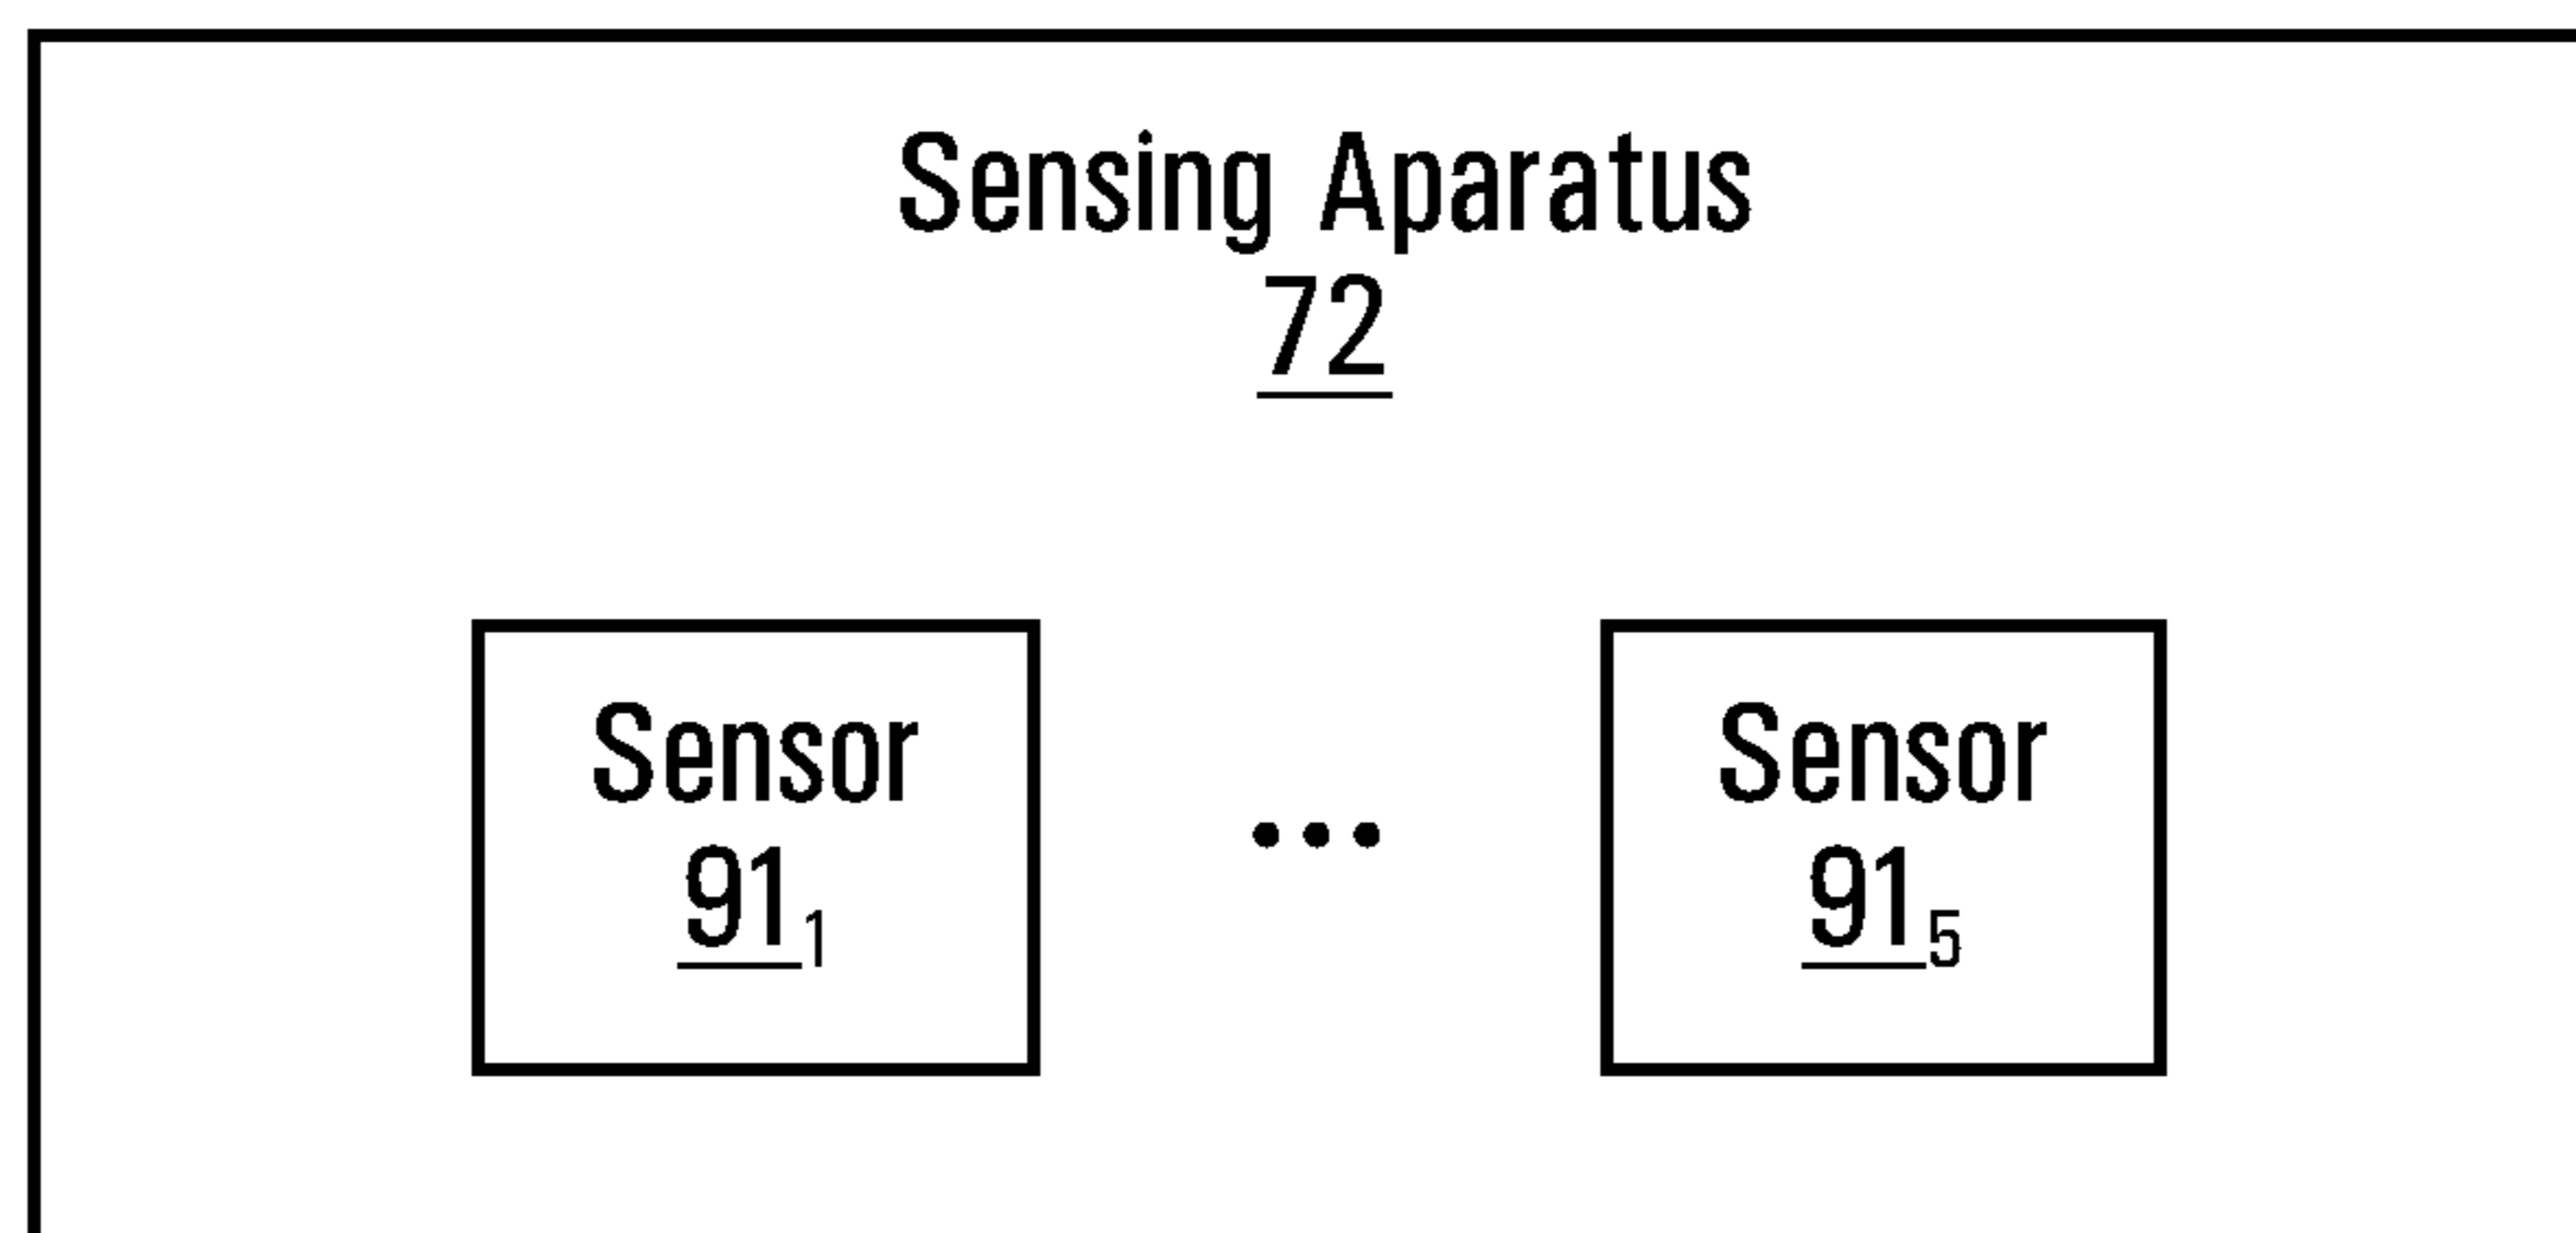 Sensing Aparatus
72
Sensor
91₁
...
Sensor
91₅